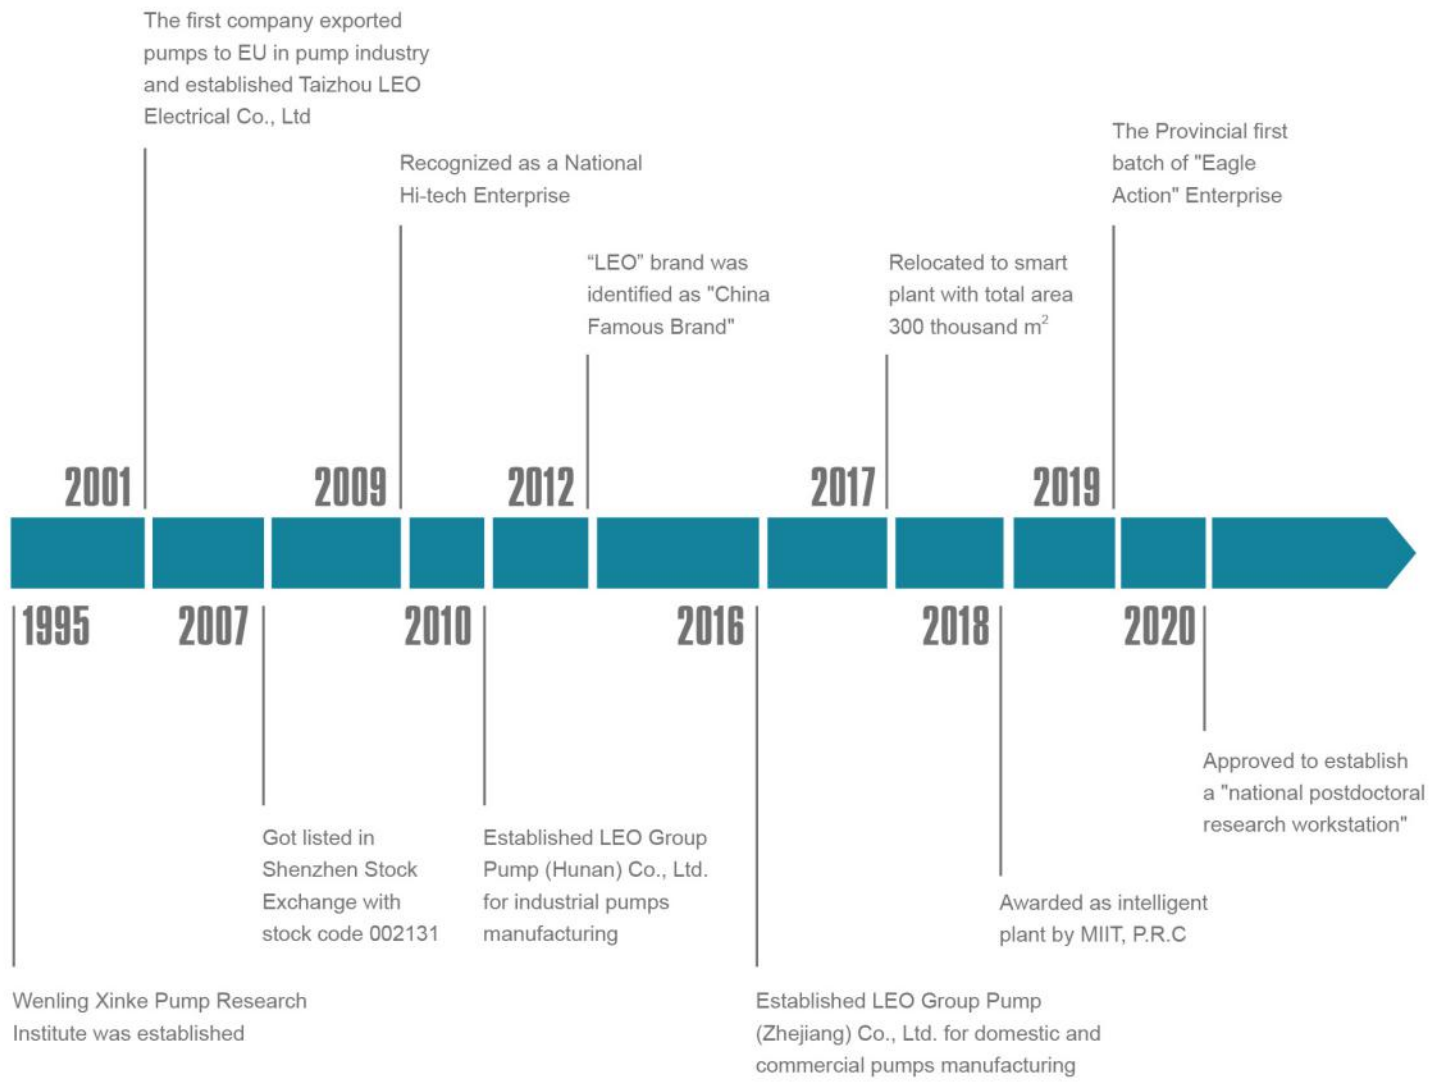 The first company exported
pumps to EU in pump industry
and established Taizhou LEO
Electrical Co., Ltd
Recognized as a National
Hi-tech Enterprise
“LEO” brand was
identified as "China
Famous Brand"
Relocated to smart
plant with total area
300 thousand m²
The Provincial first
batch of "Eagle
Action" Enterprise
2001
2009
2012
2017
2019
1995
2007
2010
2016
2018
2020
Wenling Xinke Pump Research
Institute was established
Got listed in
Shenzhen Stock
Exchange with
stock code 002131
Established LEO Group
Pump (Hunan) Co., Ltd.
for industrial pumps
manufacturing
Established LEO Group Pump
(Zhejiang) Co., Ltd. for domestic and
commercial pumps manufacturing
Awarded as intelligent
plant by MIIT, P.R.C
Approved to establish
a "national postdoctoral
research workstation"